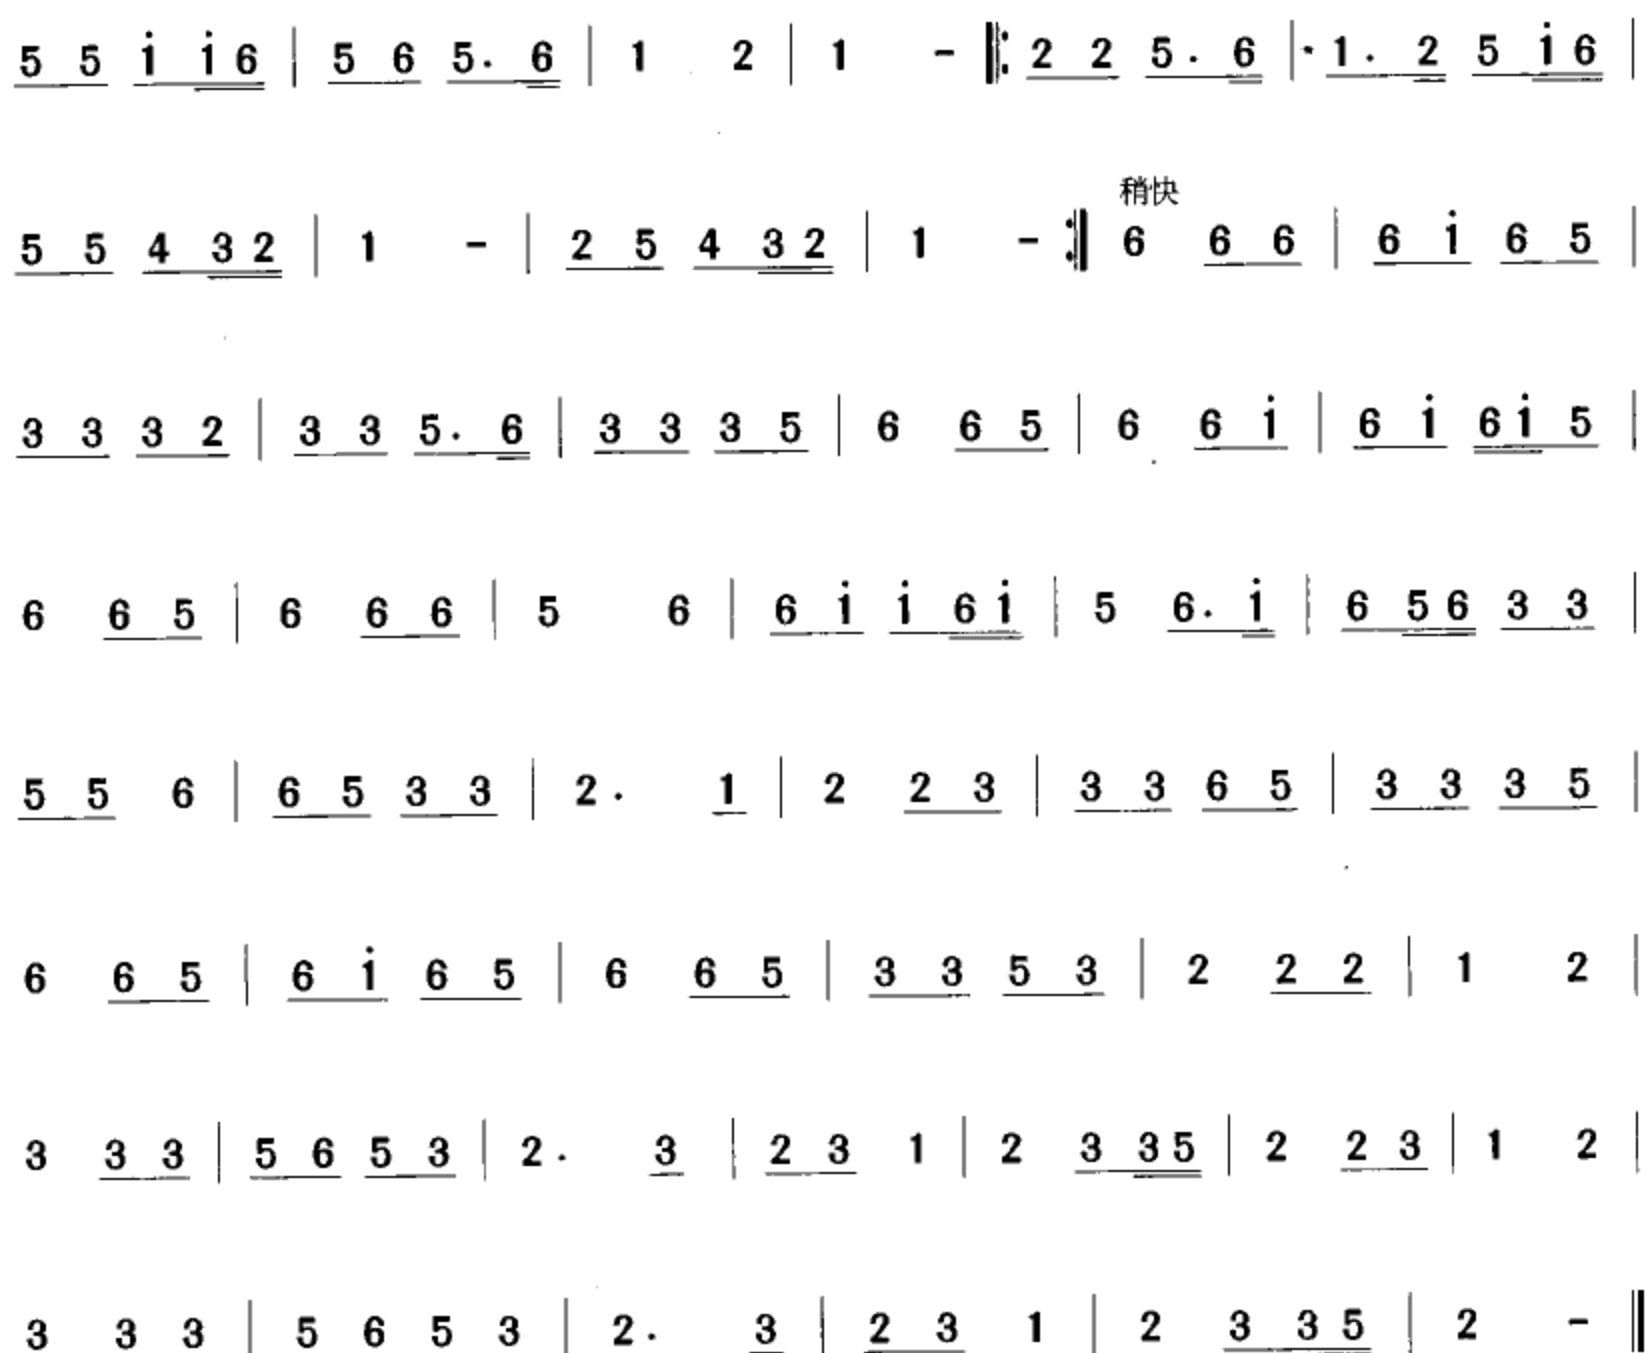 5 5 i i 6 | 5 6 5. 6 | 1 2 | 1 - ‖: 2 2 5. 6 | 1. 2 5 i 6 |
稍快
5 5 4 3 2 | 1 - | 2 5 4 3 2 | 1 - :‖ 6 6 6 | 6 i 6 5 |
3 3 3 2 | 3 3 5. 6 | 3 3 3 5 | 6 6 5 | 6 6 i | 6 i 6 i 5 |
6 6 5 | 6 6 6 | 5 6 | 6 i i 6 i | 5 6. i | 6 5 6 3 3 |
5 5 6 | 6 5 3 3 | 2. 1 | 2 2 3 | 3 3 6 5 | 3 3 3 5 |
6 6 5 | 6 i 6 5 | 6 6 5 | 3 3 5 3 | 2 2 2 | 1 2 |
3 3 3 | 5 6 5 3 | 2. 3 | 2 3 1 | 2 3 3 5 | 2 2 3 | 1 2 |
3 3 3 | 5 6 5 3 | 2. 3 | 2 3 1 | 2 3 3 5 | 2 - ‖